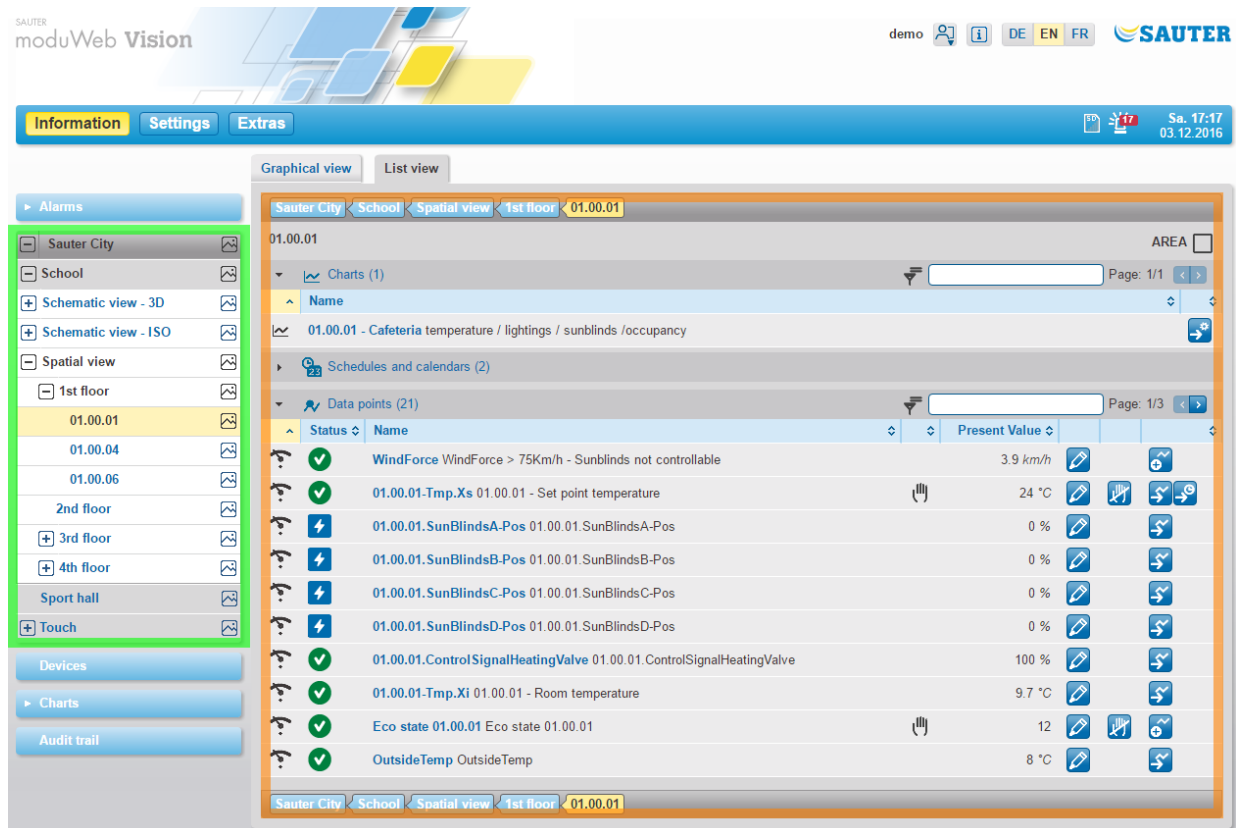 SAUTER
moduWeb Vision
demo DE EN FR SAUTER
Information Settings Extras
17
Sa. 17:17
03.12.2016
Graphical view List view
Alarms
Sauter City
School
Schematic view - 3D
Schematic view - ISO
Spatial view
1st floor
01.00.01
01.00.04
01.00.06
2nd floor
3rd floor
4th floor
Sport hall
Touch
Devices
Charts
Audit trail
Sauter City School Spatial view 1st floor 01.00.01
01.00.01 AREA
Charts (1) Page: 1/1
Name
01.00.01 - Cafeteria temperature / lightings / sunblinds /occupancy
23 Schedules and calendars (2)
Data points (21) Page: 1/3
Status Name Present Value
WindForce WindForce > 75Km/h - Sunblinds not controllable 3.9 km/h
01.00.01-Tmp.Xs 01.00.01 - Set point temperature 24 °C
01.00.01.SunBlindsA-Pos 01.00.01.SunBlindsA-Pos 0 %
01.00.01.SunBlindsB-Pos 01.00.01.SunBlindsB-Pos 0 %
01.00.01.SunBlindsC-Pos 01.00.01.SunBlindsC-Pos 0 %
01.00.01.SunBlindsD-Pos 01.00.01.SunBlindsD-Pos 0 %
01.00.01.ControlSignalHeatingValve 01.00.01.ControlSignalHeatingValve 100 %
01.00.01-Tmp.Xi 01.00.01 - Room temperature 9.7 °C
Eco state 01.00.01 Eco state 01.00.01 12
OutsideTemp OutsideTemp 8 °C
Sauter City School Spatial view 1st floor 01.00.01